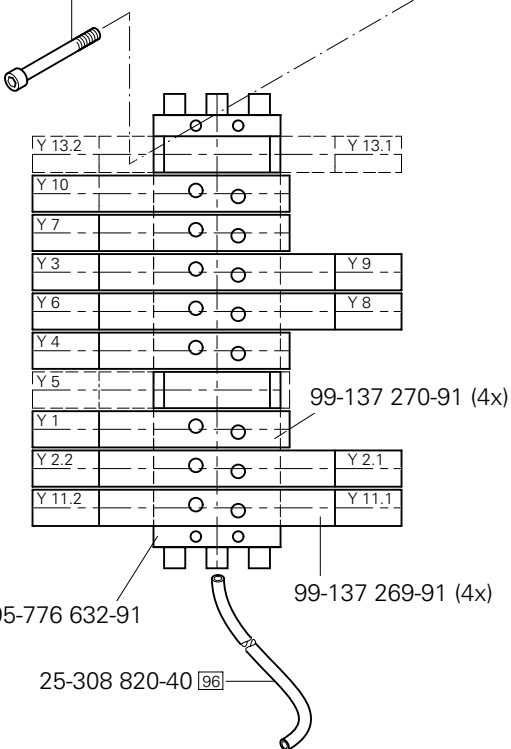 Y 13.2 Y 13.1
Y 10
Y 7
Y 3 Y 9
Y 6 Y 8
Y 4
Y 5
99-137 270-91 (4x)
Y 1
Y 2.2 Y 2.1
Y 11.2 Y 11.1
99-137 269-91 (4x)
95-776 632-91
25-308 820-40 96